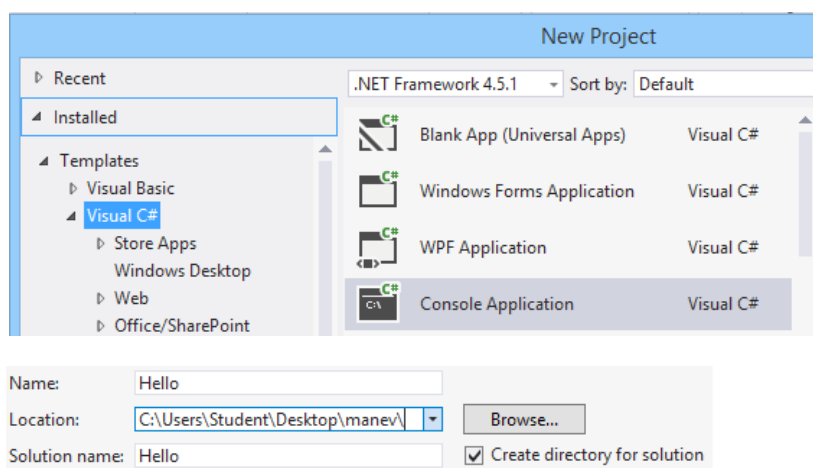 New Project
Recent
Installed
Templates
Visual Basic
Visual C#
Store Apps
Windows Desktop
Web
Office/SharePoint
.NET Framework 4.5.1 Sort by: Default
C# Blank App (Universal Apps) Visual C#
C# Windows Forms Application Visual C#
C# WPF Application Visual C#
C# C:\ Console Application Visual C#
Name: Hello
Location: C:\Users\Student\Desktop\manev\ Browse...
Solution name: Hello Create directory for solution